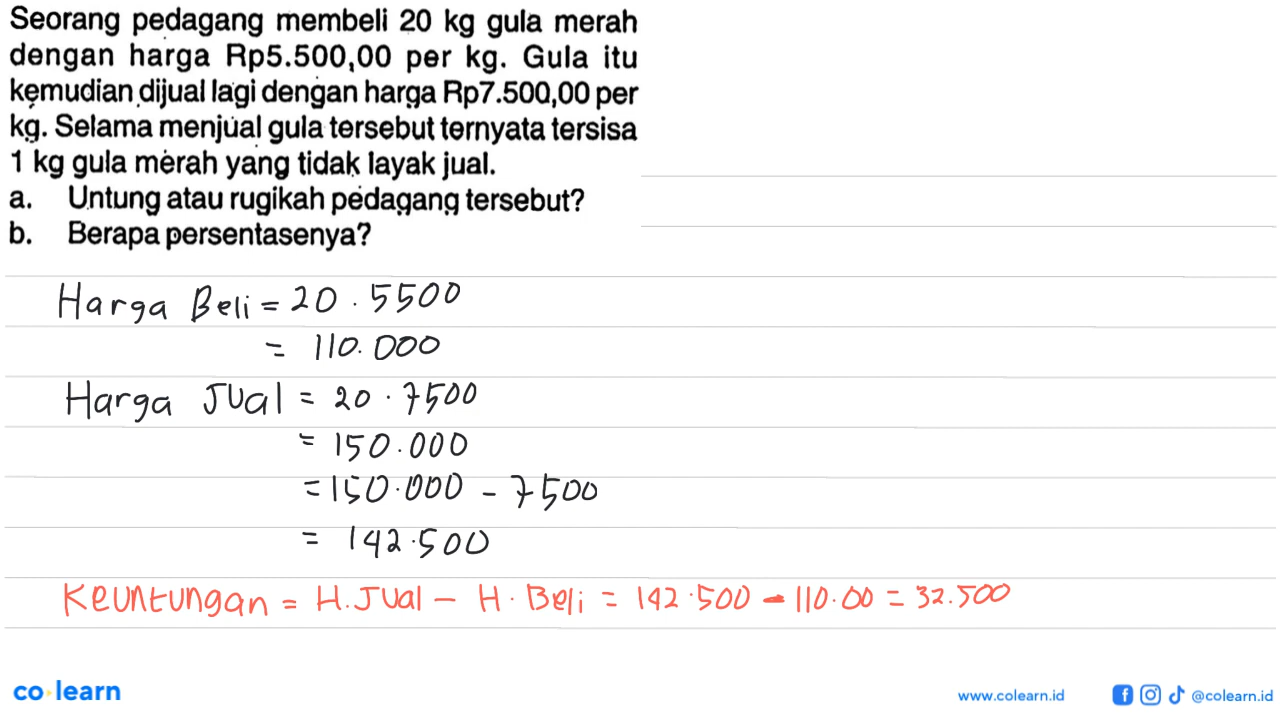 Seorang pedagang membeli 20 kg gula merah
dengan harga Rp5.500,00 per kg. Gula itu
kemudian dijual lagi dengan harga Rp7.500,00 per
kg. Selama menjual gula tersebut ternyata tersisa
1 kg gula merah yang tidak layak jual.
a. Untung atau rugikah pedagang tersebut?
b. Berapa persentasenya?
Harga Beli = 20 . 5500
= 110.000
Harga Jual = 20 . 7500
= 150.000
= 150.000 - 7500
= 142.500
Keuntungan = H. Jual - H. Beli = 142.500 - 110.00 = 32.500
co learn
www.colearn.id @colearn.id